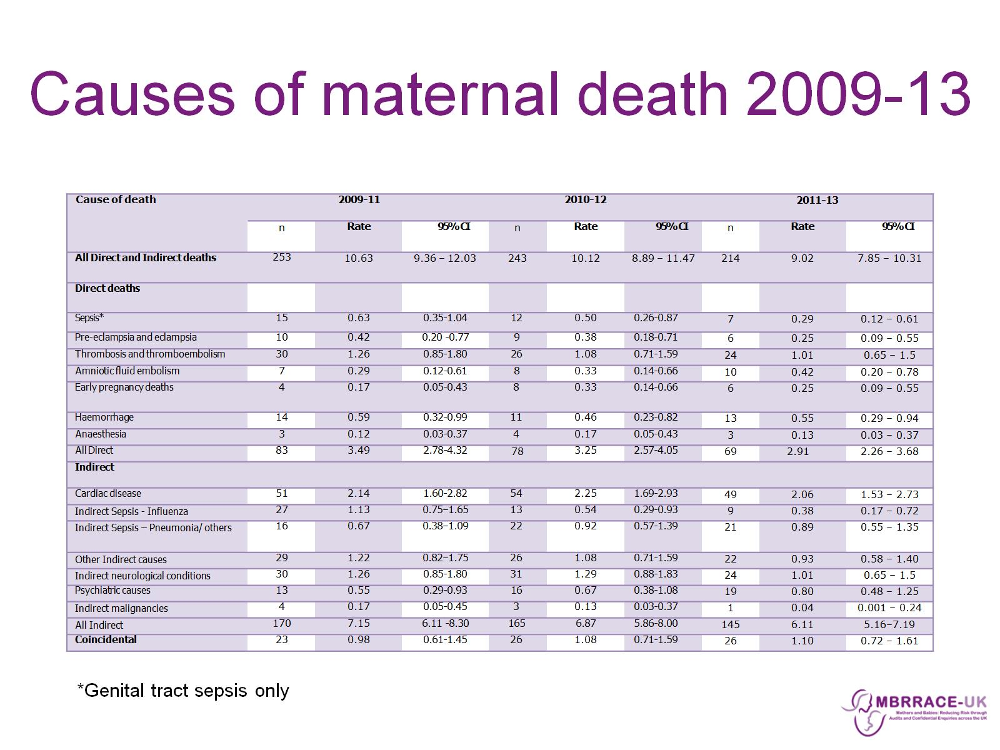 Causes of maternal death 2009-13
Cause of death 2009-11 2010-12 2011-13
n Rate 95% CI n Rate 95% CI n Rate 95% CI
All Direct and Indirect deaths 253 10.63 9.36 – 12.03 243 10.12 8.89 – 11.47 214 9.02 7.85 – 10.31
Direct deaths
Sepsis* 15 0.63 0.35-1.04 12 0.50 0.26-0.87 7 0.29 0.12 – 0.61
Pre-eclampsia and eclampsia 10 0.42 0.20 -0.77 9 0.38 0.18-0.71 6 0.25 0.09 – 0.55
Thrombosis and thromboembolism 30 1.26 0.85-1.80 26 1.08 0.71-1.59 24 1.01 0.65 – 1.5
Amniotic fluid embolism 7 0.29 0.12-0.61 8 0.33 0.14-0.66 10 0.42 0.20 – 0.78
Early pregnancy deaths 4 0.17 0.05-0.43 8 0.33 0.14-0.66 6 0.25 0.09 – 0.55
Haemorrhage 14 0.59 0.32-0.99 11 0.46 0.23-0.82 13 0.55 0.29 – 0.94
Anaesthesia 3 0.12 0.03-0.37 4 0.17 0.05-0.43 3 0.13 0.03 – 0.37
All Direct 83 3.49 2.78-4.32 78 3.25 2.57-4.05 69 2.91 2.26 – 3.68
Indirect
Cardiac disease 51 2.14 1.60-2.82 54 2.25 1.69-2.93 49 2.06 1.53 – 2.73
Indirect Sepsis - Influenza 27 1.13 0.75–1.65 13 0.54 0.29-0.93 9 0.38 0.17 – 0.72
Indirect Sepsis – Pneumonia/ others 16 0.67 0.38–1.09 22 0.92 0.57-1.39 21 0.89 0.55 – 1.35
Other Indirect causes 29 1.22 0.82–1.75 26 1.08 0.71-1.59 22 0.93 0.58 – 1.40
Indirect neurological conditions 30 1.26 0.85-1.80 31 1.29 0.88-1.83 24 1.01 0.65 – 1.5
Psychiatric causes 13 0.55 0.29-0.93 16 0.67 0.38-1.08 19 0.80 0.48 – 1.25
Indirect malignancies 4 0.17 0.05-0.45 3 0.13 0.03-0.37 1 0.04 0.001 – 0.24
All Indirect 170 7.15 6.11 -8.30 165 6.87 5.86-8.00 145 6.11 5.16–7.19
Coincidental 23 0.98 0.61-1.45 26 1.08 0.71-1.59 26 1.10 0.72 – 1.61
*Genital tract sepsis only
MBRRACE-UK
Mothers and Babies: Reducing Risk through
Audits and Confidential Enquiries across the UK